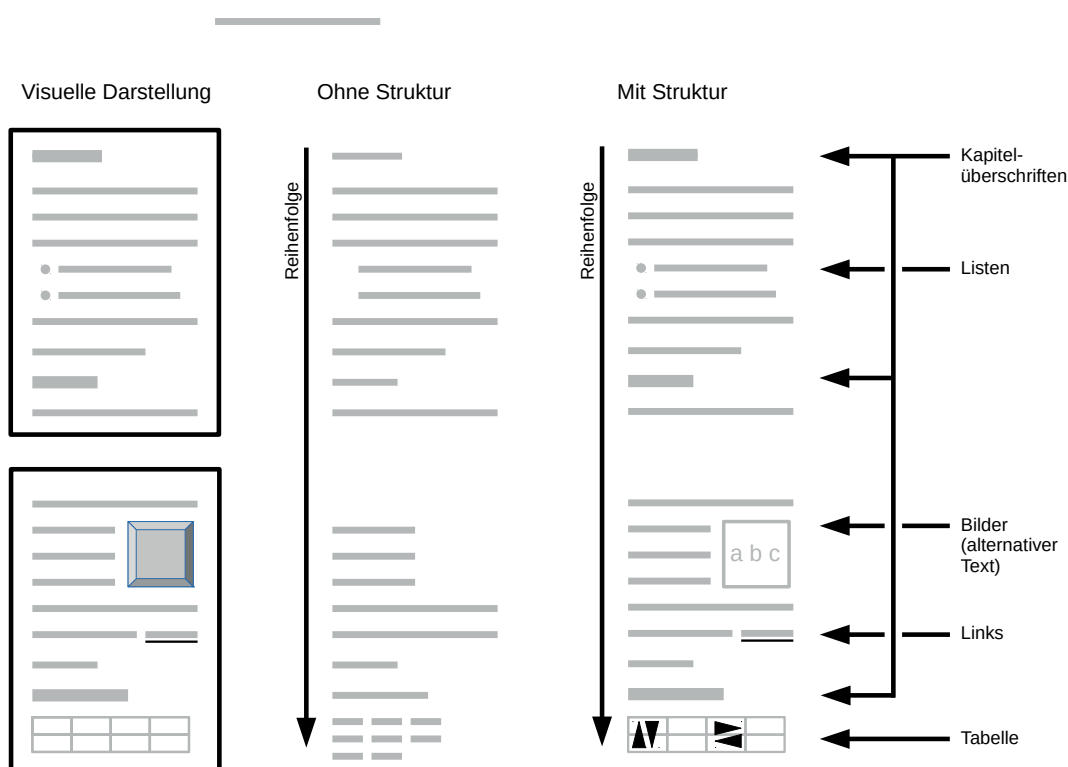 Visuelle Darstellung
Ohne Struktur
Mit Struktur
Reihenfolge
Reihenfolge
Kapitel-
überschriften
Listen
Bilder
(alternativer
Text)
a b c
Links
Tabelle